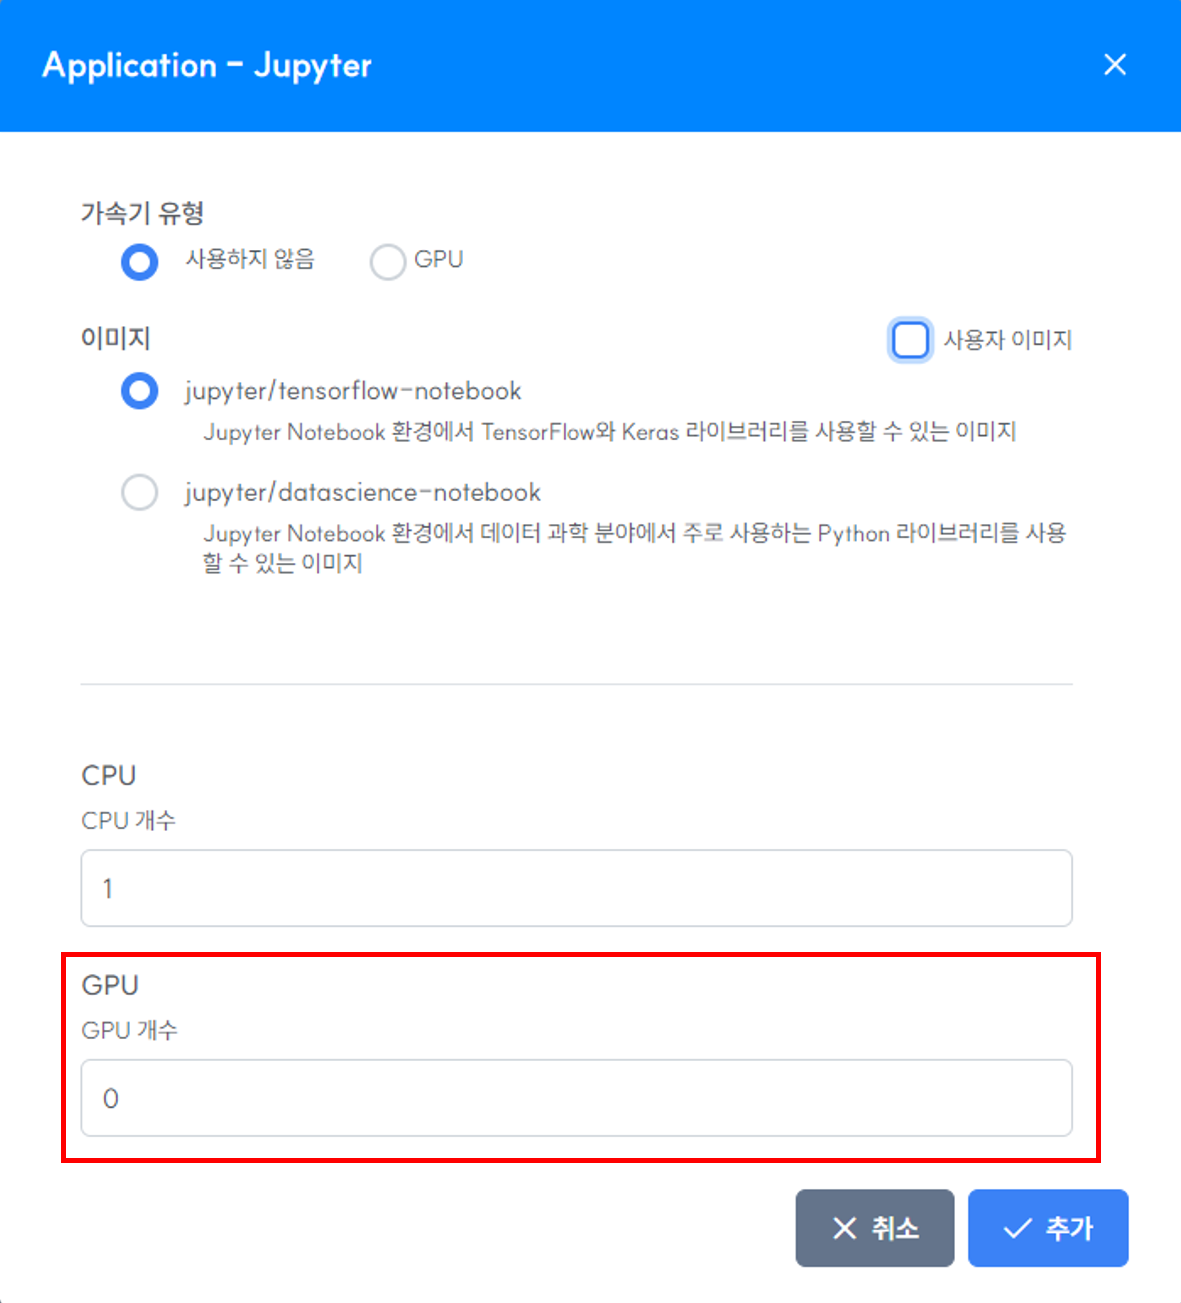 Application - Jupyter
가속기 유형
사용하지 않음 GPU
이미지 사용자 이미지
jupyter/tensorflow-notebook
Jupyter Notebook 환경에서 TensorFlow와 Keras 라이브러리를 사용할 수 있는 이미지
jupyter/datascience-notebook
Jupyter Notebook 환경에서 데이터 과학 분야에서 주로 사용하는 Python 라이브러리를 사용
할 수 있는 이미지
CPU
CPU 개수
1
GPU
GPU 개수
0
취소 추가